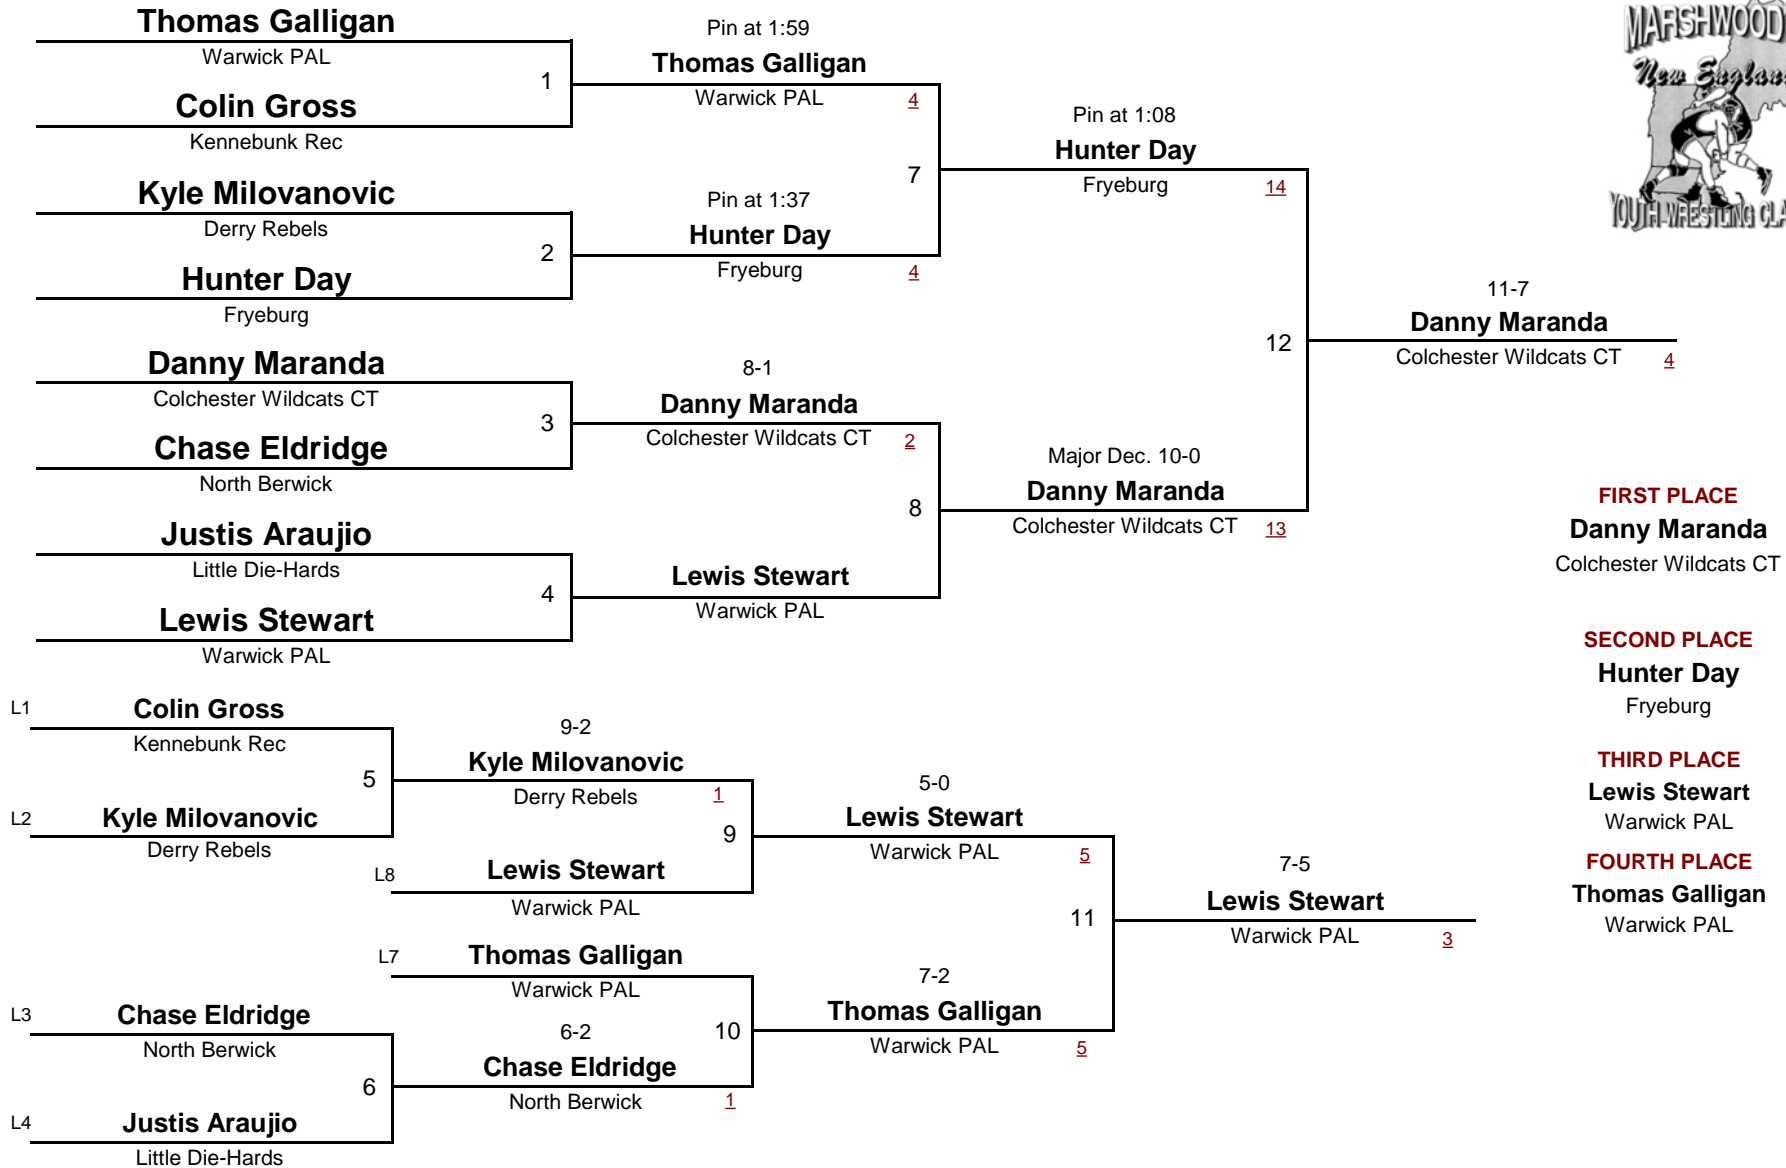 Thomas Galligan
Warwick PAL
1
Colin Gross
Kennebunk Rec
Kyle Milovanovic
Derry Rebels
2
Hunter Day
Fryeburg
Danny Maranda
Colchester Wildcats CT
3
Chase Eldridge
North Berwick
Justis Araujio
Little Die-Hards
4
Lewis Stewart
Warwick PAL
Pin at 1:59
Thomas Galligan
Warwick PAL 4
7
Pin at 1:37
Hunter Day
Fryeburg 4
8-1
Danny Maranda
Colchester Wildcats CT 2
8
Lewis Stewart
Warwick PAL
Pin at 1:08
Hunter Day
Fryeburg 14
12
Major Dec. 10-0
Danny Maranda
Colchester Wildcats CT 13
11-7
Danny Maranda
Colchester Wildcats CT 4
MARSHWOOD
New England
YOUTH WRESTLING
FIRST PLACE
Danny Maranda
Colchester Wildcats CT
SECOND PLACE
Hunter Day
Fryeburg
THIRD PLACE
Lewis Stewart
Warwick PAL
FOURTH PLACE
Thomas Galligan
Warwick PAL
L1 Colin Gross
Kennebunk Rec
5
L2 Kyle Milovanovic
Derry Rebels
9-2
Kyle Milovanovic
Derry Rebels 1
9
L8 Lewis Stewart
Warwick PAL
L7 Thomas Galligan
Warwick PAL
10
6-2
Chase Eldridge
North Berwick 1
L3 Chase Eldridge
North Berwick
6
L4 Justis Araujio
Little Die-Hards
5-0
Lewis Stewart
Warwick PAL 5
11
7-2
Thomas Galligan
Warwick PAL 5
7-5
Lewis Stewart
Warwick PAL 3